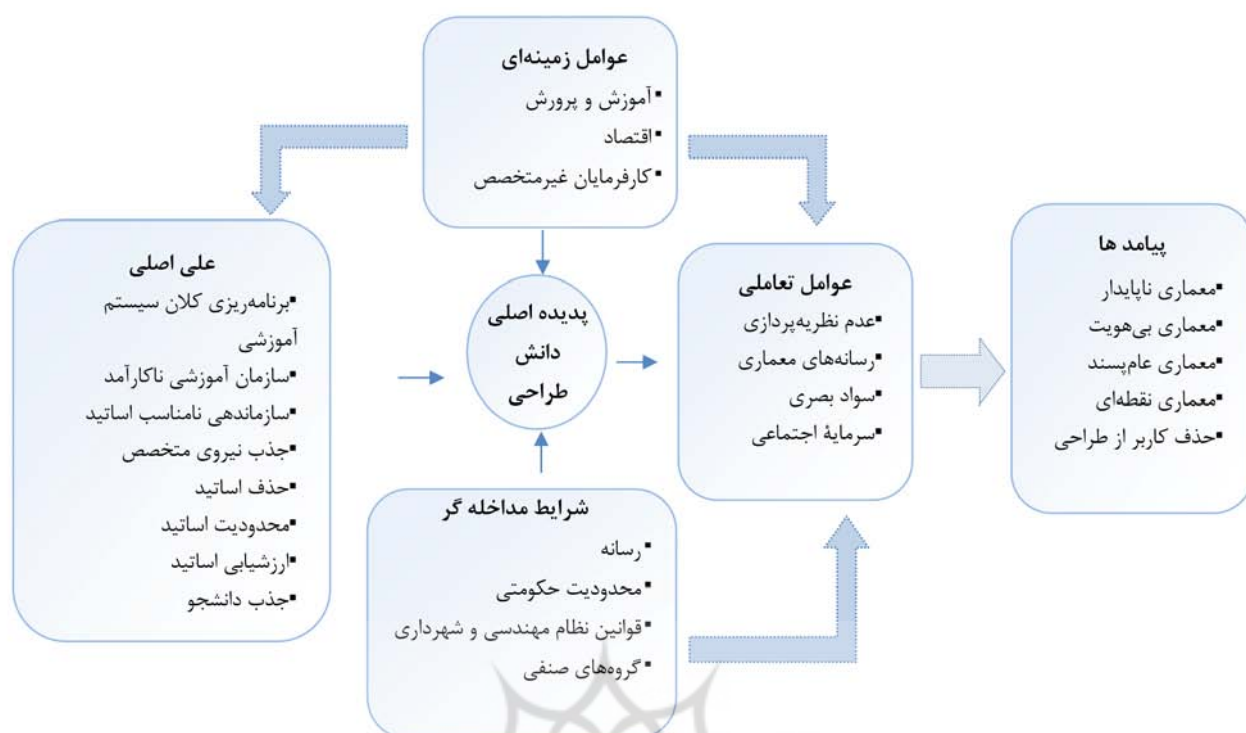 عوامل زمینه‌ای
▪آموزش و پرورش
▪اقتصاد
▪کارفرمایان غیرمتخصص
علی اصلی
▪برنامه‌ریزی کلان سیستم
آموزشی
▪سازمان آموزشی ناکارآمد
▪سازماندهی نامناسب اساتید
▪جذب نیروی متخصص
▪حذف اساتید
▪محدودیت اساتید
▪ارزشیابی اساتید
▪جذب دانشجو
پدیده اصلی
دانش
طراحی
شرایط مداخله گر
▪رسانه
▪محدودیت حکومتی
▪قوانین نظام مهندسی و شهرداری
▪گروه‌های صنفی
عوامل تعاملی
▪عدم نظریه‌پردازی
▪رسانه‌های معماری
▪سواد بصری
▪سرمایۀ اجتماعی
پیامد ها
▪معماری ناپایدار
▪معماری بی‌هویت
▪معماری عام‌پسند
▪معماری نقطه‌ای
▪حذف کاربر از طراحی